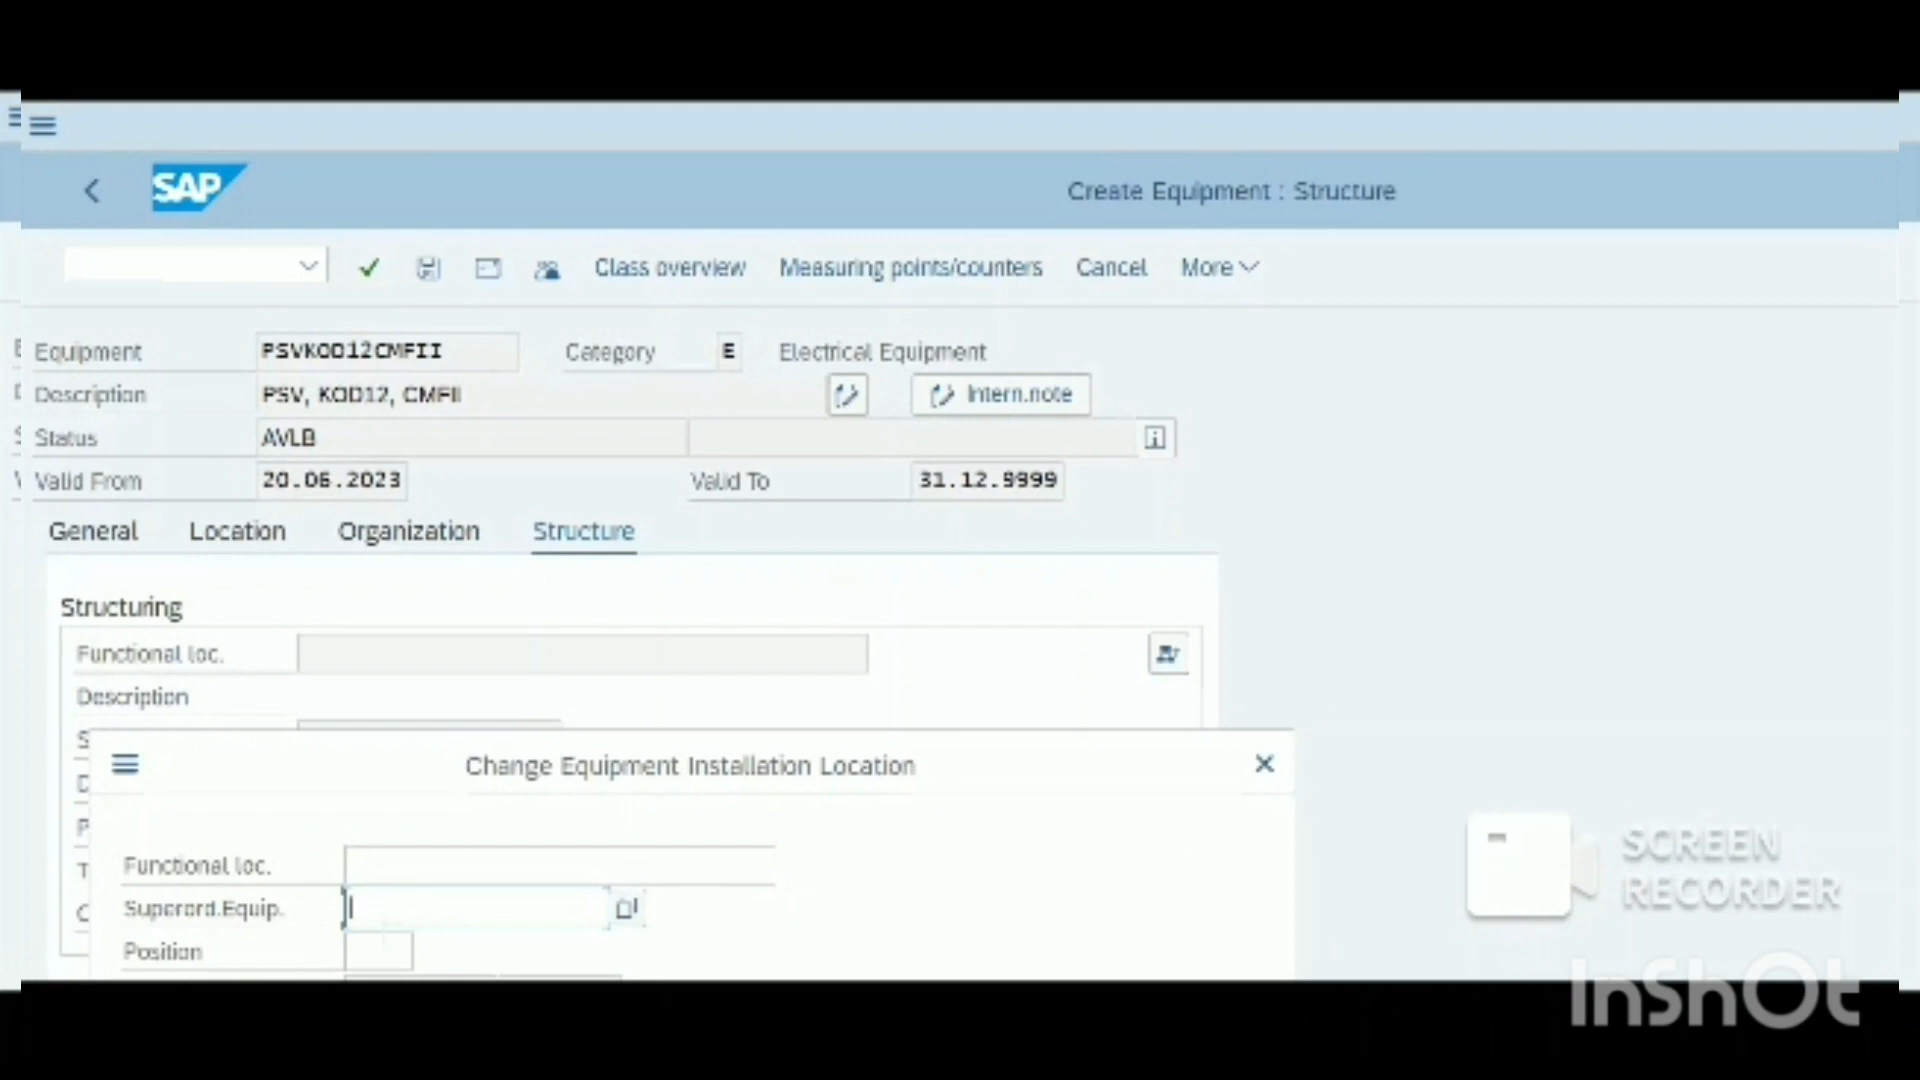 SAP
Create Equipment : Structure
Class overview Measuring points/counters Cancel More
Equipment PSVKOD12CMFII Category E Electrical Equipment
Description PSV, KOD12, CMFII Intern.note
Status AVLB
Valid From 20.06.2023 Valid To 31.12.9999
General Location Organization Structure
Structuring
Functional loc.
Description
Change Equipment Installation Location
Functional loc.
Superord.Equip.
Position
SCREEN
RECORDER
InShOt